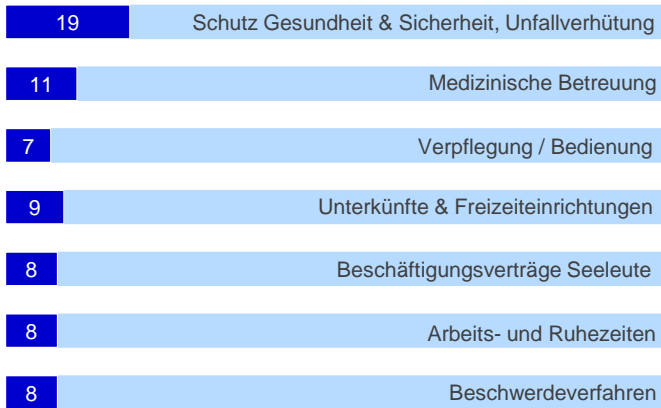 19 Schutz Gesundheit & Sicherheit, Unfallverhütung
11 Medizinische Betreuung
7 Verpflegung / Bedienung
9 Unterkünfte & Freizeiteinrichtungen
8 Beschäftigungsverträge Seeleute
8 Arbeits- und Ruhezeiten
8 Beschwerdeverfahren